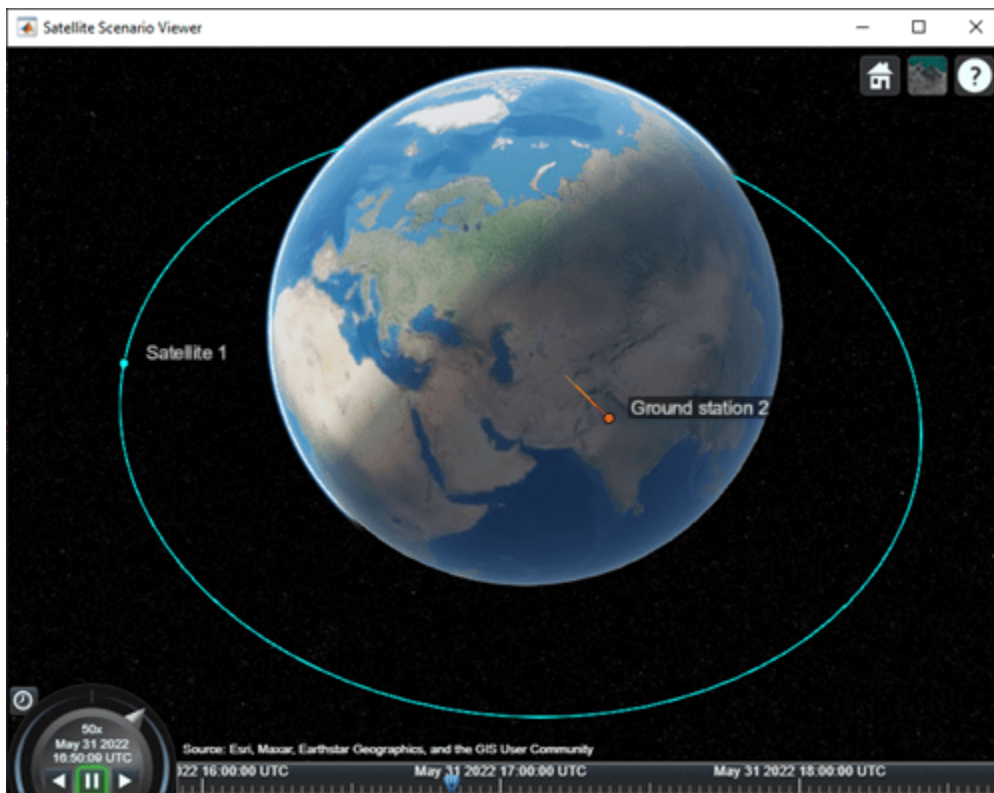 Satellite Scenario Viewer
?
Satellite 1
Ground station 2
50x
May 31 2022
16:50:09 UTC
Source: Esri, Maxar, Earthstar Geographics, and the GIS User Community
022 16:00:00 UTC
May 31 2022 17:00:00 UTC
May 31 2022 18:00:00 UTC